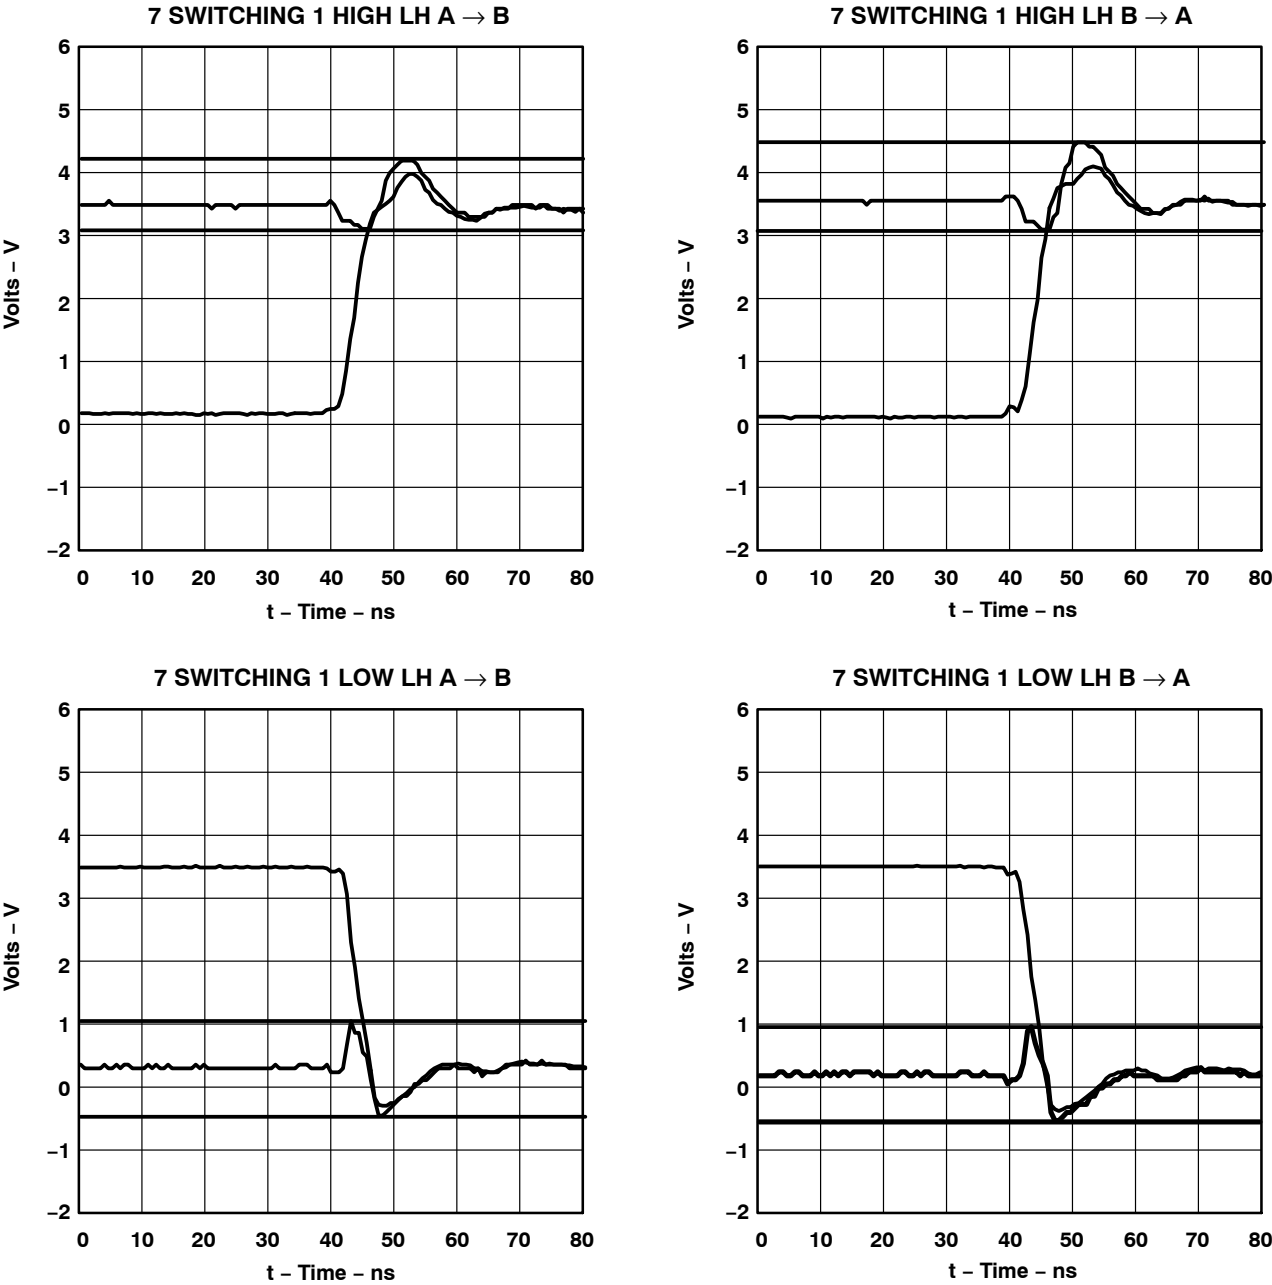 7 SWITCHING 1 HIGH LH A → B
6
5
4
3
2
1
0
−1
−2
Volts − V
0 10 20 30 40 50 60 70 80
t − Time − ns
7 SWITCHING 1 HIGH LH B → A
6
5
4
3
2
1
0
−1
−2
Volts − V
0 10 20 30 40 50 60 70 80
t − Time − ns
7 SWITCHING 1 LOW LH A → B
6
5
4
3
2
1
0
−1
−2
Volts − V
0 10 20 30 40 50 60 70 80
t − Time − ns
7 SWITCHING 1 LOW LH B → A
6
5
4
3
2
1
0
−1
−2
Volts − V
0 10 20 30 40 50 60 70 80
t − Time − ns